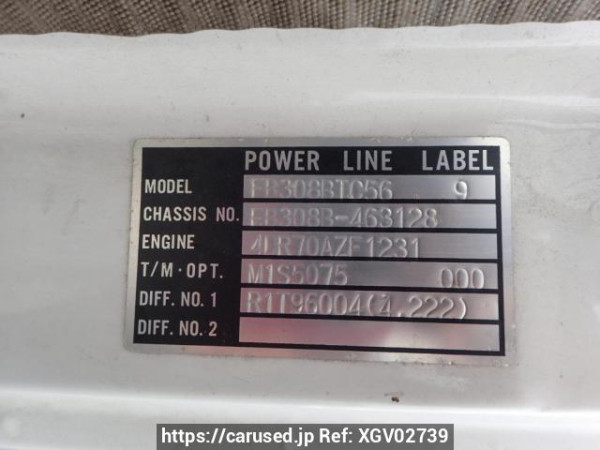 POWER LINE LABEL
MODEL FB308BTC56 9
CHASSIS NO. FB308B-463128
ENGINE 4DR70AZF1231
T/M·OPT. M1S5075 000
DIFF. NO. 1 R1T96004(4.222)
DIFF. NO. 2
https://carused.jp Ref: XGV02739